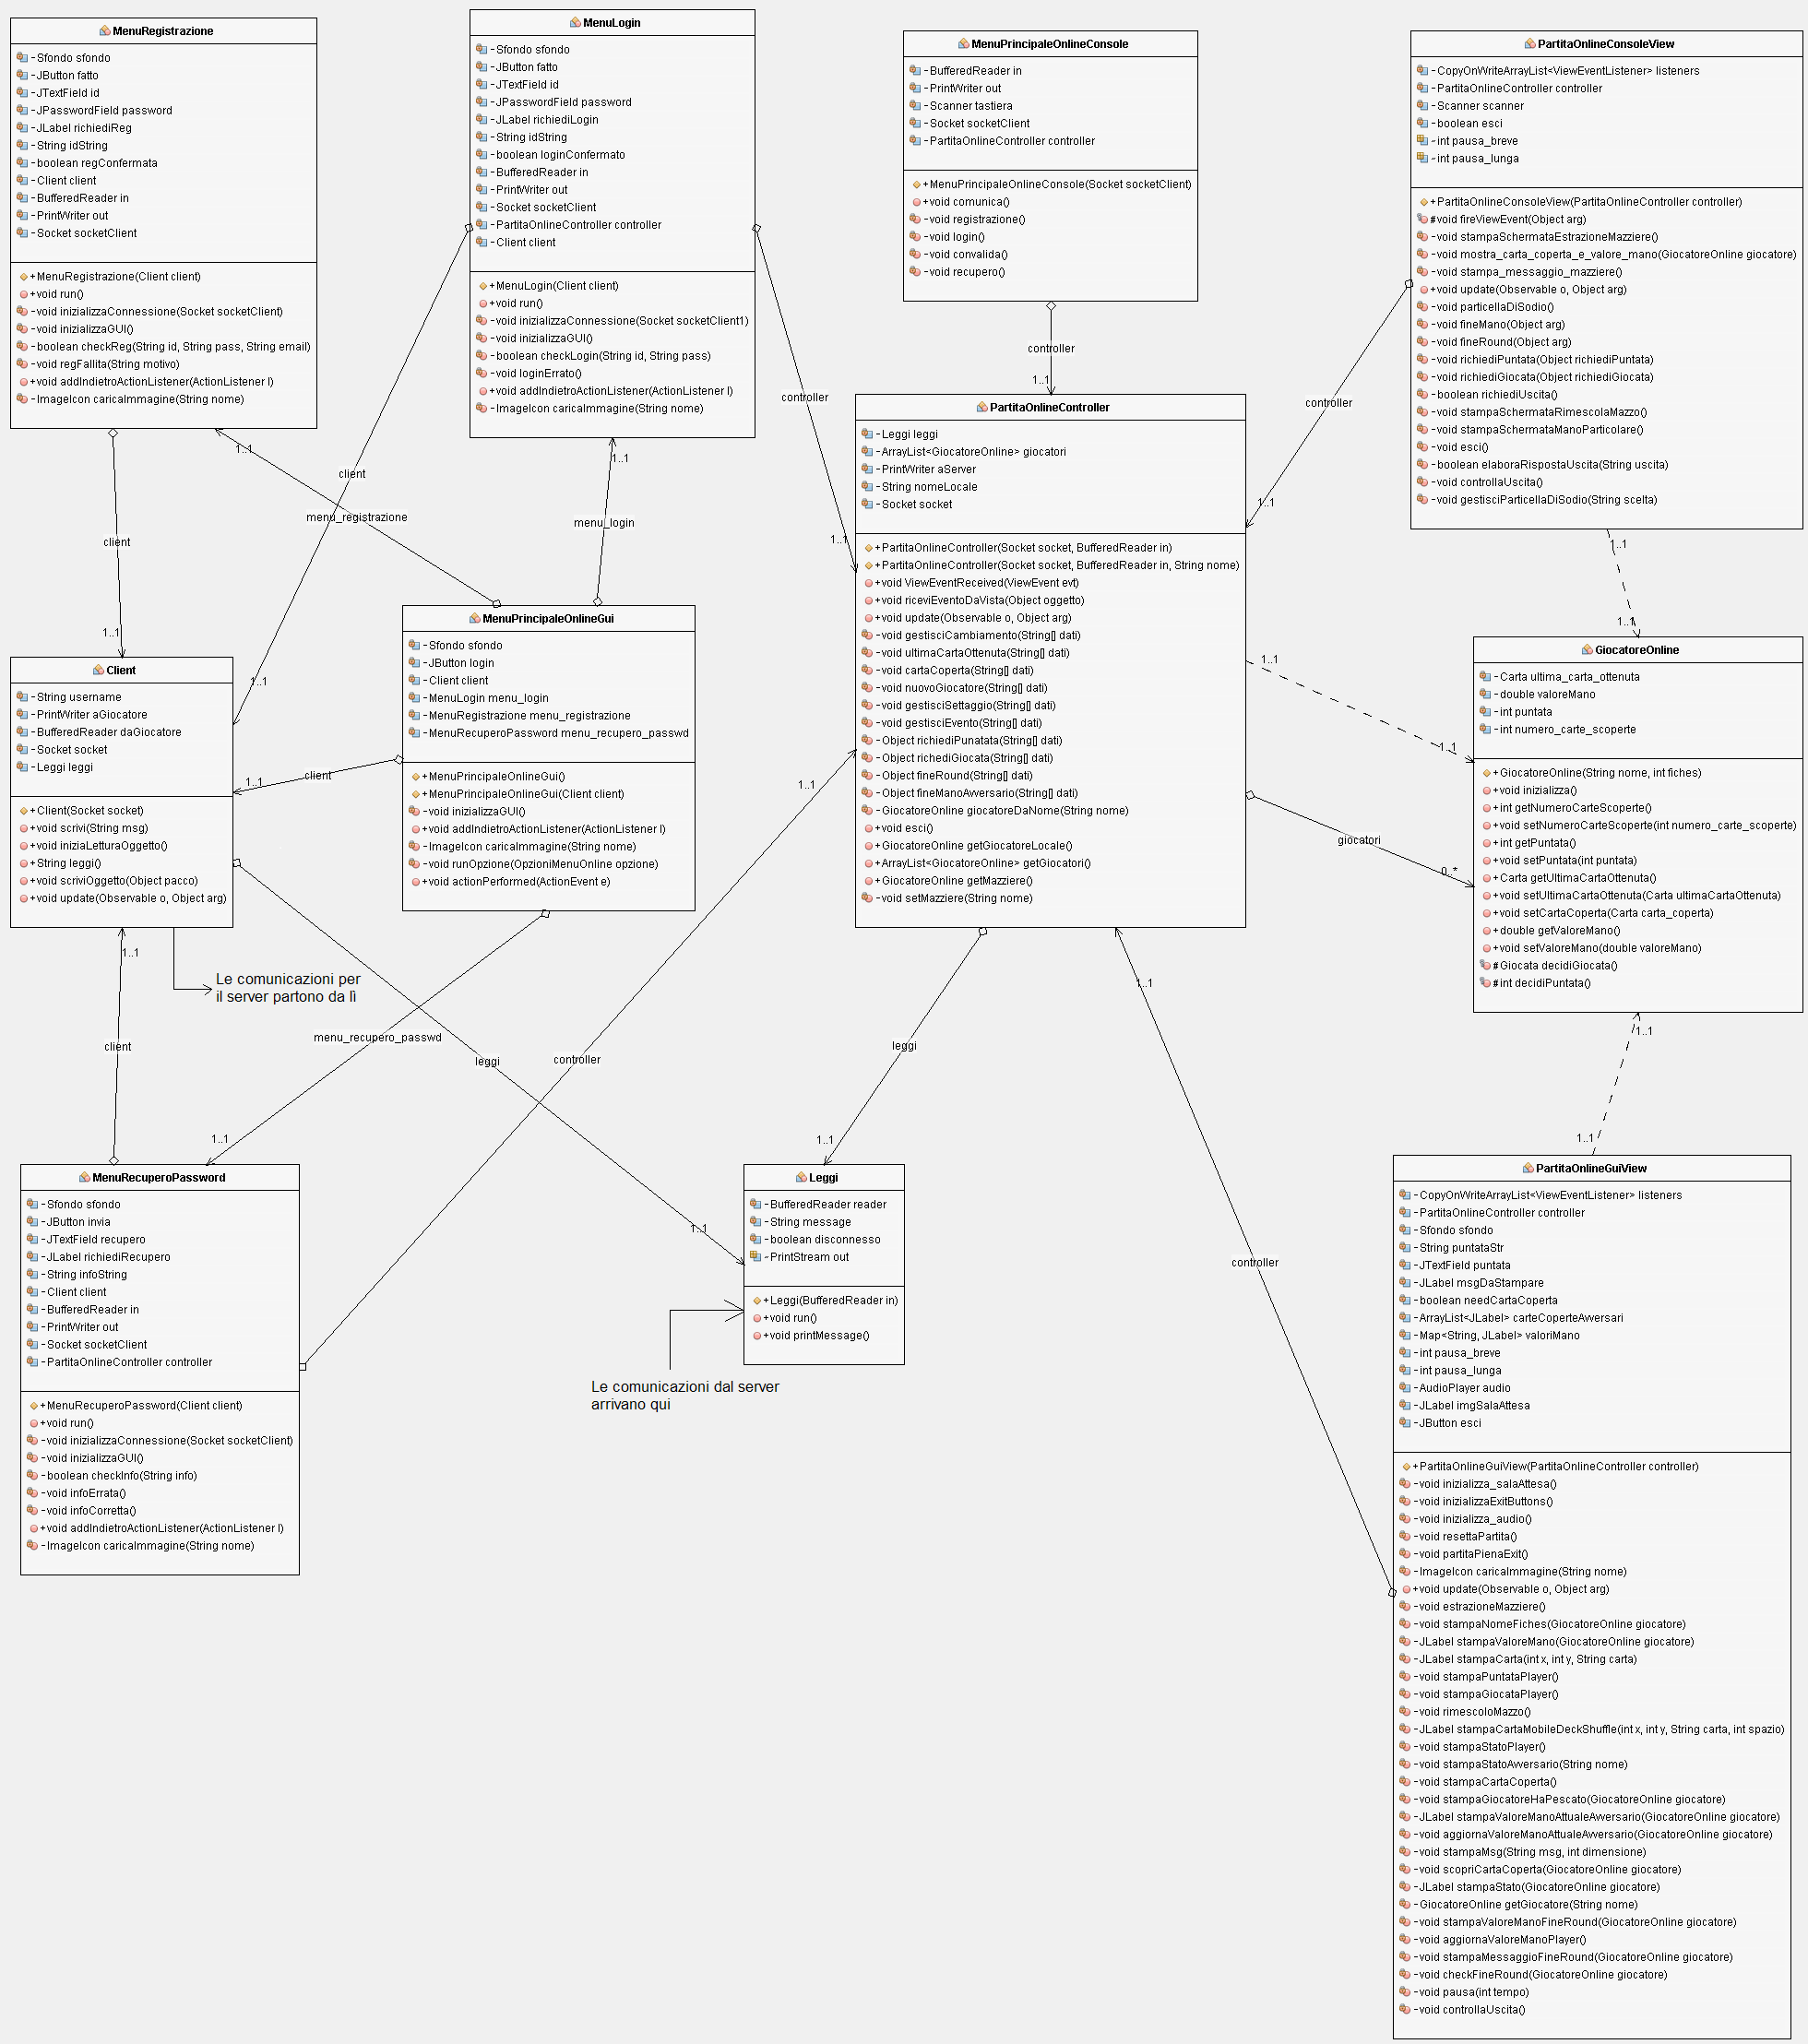 MenuRegistrazione
-Sfondo sfondo
-JButton fatto
-JTextField id
-JPasswordField password
-JLabel richiediReg
-String idString
-boolean regConfermata
-Client client
-BufferedReader in
-PrintWriter out
-Socket socketClient
+MenuRegistrazione(Client client)
+void run()
-void inizializzaConnessione(Socket socketClient)
-void inizializzaGUI()
-boolean checkReg(String id, String pass, String email)
-void regFallita(String motivo)
+void addIndietroActionListener(ActionListener l)
-ImageIcon caricaImmagine(String nome)
MenuLogin
-Sfondo sfondo
-JButton fatto
-JTextField id
-JPasswordField password
-JLabel richiediLogin
-String idString
-boolean loginConfermato
-BufferedReader in
-PrintWriter out
-Socket socketClient
-PartitaOnlineController controller
-Client client
+MenuLogin(Client client)
+void run()
-void inizializzaConnessione(Socket socketClient1)
-void inizializzaGUI()
-boolean checkLogin(String id, String pass)
-void loginErrato()
+void addIndietroActionListener(ActionListener l)
-ImageIcon caricaImmagine(String nome)
MenuPrincipaleOnlineConsole
-BufferedReader in
-PrintWriter out
-Scanner tastiera
-Socket socketClient
-PartitaOnlineController controller
+MenuPrincipaleOnlineConsole(Socket socketClient)
+void comunica()
-void registrazione()
-void login()
-void convalida()
-void recupero()
PartitaOnlineConsoleView
-CopyOnWriteArrayList<ViewEventListener> listeners
-PartitaOnlineController controller
-Scanner scanner
-boolean esci
-int pausa_breve
-int pausa_lunga
+PartitaOnlineConsoleView(PartitaOnlineController controller)
#void fireViewEvent(Object arg)
-void stampaSchermataEstrazioneMazziere()
-void mostra_carta_coperta_e_valore_mano(GiocatoreOnline giocatore)
-void stampa_messaggio_mazziere()
+void update(Observable o, Object arg)
-void particellaDiSodio()
-void fineMano(Object arg)
-void fineRound(Object arg)
-void richiediPuntata(Object richiediPuntata)
-void richiediGiocata(Object richiediGiocata)
-boolean richiediUscita()
-void stampaSchermataRimescolaMazzo()
-void stampaSchermataManoParticolare()
-void esci()
-boolean elaboraRispostaUscita(String uscita)
-void controllaUscita()
-void gestisciParticellaDiSodio(String scelta)
controller
1..1
controller
controller
client
1..1
menu_registrazione
1..1
menu_login
1..1
1..1
client
1..1
1..1
1..1
1..1
PartitaOnlineController
-Leggi leggi
-ArrayList<GiocatoreOnline> giocatori
-PrintWriter aServer
-String nomeLocale
-Socket socket
+PartitaOnlineController(Socket socket, BufferedReader in)
+PartitaOnlineController(Socket socket, BufferedReader in, String nome)
+void ViewEventReceived(ViewEvent evt)
+void riceviEventoDaVista(Object oggetto)
+void update(Observable o, Object arg)
-void gestisciCambiamento(String[] dati)
-void ultimaCartaOttenuta(String[] dati)
-void cartaCoperta(String[] dati)
-void nuovoGiocatore(String[] dati)
-void gestisciSettaggio(String[] dati)
-void gestisciEvento(String[] dati)
-Object richiediPunatata(String[] dati)
-Object richediGiocata(String[] dati)
-Object fineRound(String[] dati)
-Object fineManoAvversario(String[] dati)
-GiocatoreOnline giocatoreDaNome(String nome)
+void esci()
+GiocatoreOnline getGiocatoreLocale()
+ArrayList<GiocatoreOnline> getGiocatori()
+GiocatoreOnline getMazziere()
-void setMazziere(String nome)
MenuPrincipaleOnlineGui
-Sfondo sfondo
-JButton login
-Client client
-MenuLogin menu_login
-MenuRegistrazione menu_registrazione
-MenuRecuperoPassword menu_recupero_passwd
+MenuPrincipaleOnlineGui()
+MenuPrincipaleOnlineGui(Client client)
-void inizializzaGUI()
+void addIndietroActionListener(ActionListener l)
-ImageIcon caricaImmagine(String nome)
-void runOpzione(OpzioniMenuOnline opzione)
+void actionPerformed(ActionEvent e)
Client
-String username
-PrintWriter aGiocatore
-BufferedReader daGiocatore
-Socket socket
-Leggi leggi
+Client(Socket socket)
+void scrivi(String msg)
+void iniziaLetturaOggetto()
+String leggi()
+void scriviOggetto(Object pacco)
+void update(Observable o, Object arg)
GiocatoreOnline
-Carta ultima_carta_ottenuta
-double valoreMano
-int puntata
-int numero_carte_scoperte
+GiocatoreOnline(String nome, int fiches)
+void inizializza()
+int getNumeroCarteScoperte()
+void setNumeroCarteScoperte(int numero_carte_scoperte)
+int getPuntata()
+void setPuntata(int puntata)
+Carta getUltimaCartaOttenuta()
+void setUltimaCartaOttenuta(Carta ultimaCartaOttenuta)
+void setCartaCoperta(Carta carta_coperta)
+double getValoreMano()
+void setValoreMano(double valoreMano)
#Giocata decidiGiocata()
#int decidiPuntata()
1..1
client
1..1
1..1
1..1
giocatori
0..*
1..1
Le comunicazioni per
il server partono da lì
1..1
1..1
client
menu_recupero_passwd
leggi
controller
leggi
1..1
1..1
1..1
1..1
controller
MenuRecuperoPassword
-Sfondo sfondo
-JButton invia
-JTextField recupero
-JLabel richiediRecupero
-String infoString
-Client client
-BufferedReader in
-PrintWriter out
-Socket socketClient
-PartitaOnlineController controller
+MenuRecuperoPassword(Client client)
+void run()
-void inizializzaConnessione(Socket socketClient)
-void inizializzaGUI()
-boolean checkInfo(String info)
-void infoErrata()
-void infoCorretta()
+void addIndietroActionListener(ActionListener l)
-ImageIcon caricaImmagine(String nome)
Leggi
-BufferedReader reader
-String message
-boolean disconnesso
-PrintStream out
+Leggi(BufferedReader in)
+void run()
+void printMessage()
Le comunicazioni dal server
arrivano qui
PartitaOnlineGuiView
-CopyOnWriteArrayList<ViewEventListener> listeners
-PartitaOnlineController controller
-Sfondo sfondo
-String puntataStr
-JTextField puntata
-JLabel msgDaStampare
-boolean needCartaCoperta
-ArrayList<JLabel> carteCoperteAvversari
-Map<String, JLabel> valoriMano
-int pausa_breve
-int pausa_lunga
-AudioPlayer audio
-JLabel imgSalaAttesa
-JButton esci
+PartitaOnlineGuiView(PartitaOnlineController controller)
-void inizializza_salaAttesa()
-void inizializzaExitButtons()
-void inizializza_audio()
-void resettaPartita()
-void partitaPienaExit()
-ImageIcon caricaImmagine(String nome)
+void update(Observable o, Object arg)
-void estrazioneMazziere()
-void stampaNomeFiches(GiocatoreOnline giocatore)
-JLabel stampaValoreMano(GiocatoreOnline giocatore)
-JLabel stampaCarta(int x, int y, String carta)
-void stampaPuntataPlayer()
-void stampaGiocataPlayer()
-void rimescoloMazzo()
-JLabel stampaCartaMobileDeckShuffle(int x, int y, String carta, int spazio)
-void stampaStatoPlayer()
-void stampaStatoAvversario(String nome)
-void stampaCartaCoperta()
-void stampaGiocatoreHaPescato(GiocatoreOnline giocatore)
-JLabel stampaValoreManoAttualeAvversario(GiocatoreOnline giocatore)
-void aggiornaValoreManoAttualeAvversario(GiocatoreOnline giocatore)
-void stampaMsg(String msg, int dimensione)
-void scopriCartaCoperta(GiocatoreOnline giocatore)
-JLabel stampaStato(GiocatoreOnline giocatore)
-GiocatoreOnline getGiocatore(String nome)
-void stampaValoreManoFineRound(GiocatoreOnline giocatore)
-void aggiornaValoreManoPlayer()
-void stampaMessaggioFineRound(GiocatoreOnline giocatore)
-void checkFineRound(GiocatoreOnline giocatore)
-void pausa(int tempo)
-void controllaUscita()